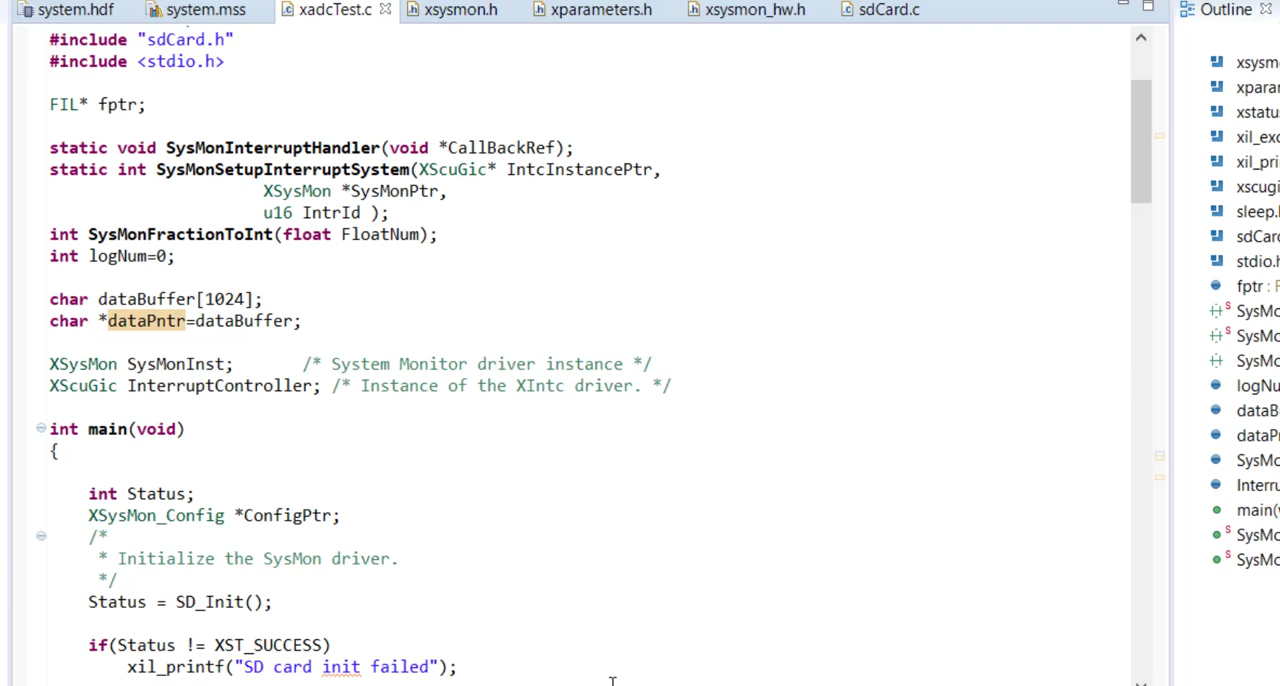 system.hdf system.mss xadcTest.c xsysmon.h xparameters.h xsysmon_hw.h sdCard.c Outline
#include "sdCard.h"
#include <stdio.h>
FIL* fptr;
static void SysMonInterruptHandler(void *CallBackRef);
static int SysMonSetupInterruptSystem(XScuGic* IntcInstancePtr,
XSysMon *SysMonPtr,
u16 IntrId );
int SysMonFractionToInt(float FloatNum);
int logNum=0;
char dataBuffer[1024];
char *dataPntr=dataBuffer;
XSysMon SysMonInst; /* System Monitor driver instance */
XScuGic InterruptController; /* Instance of the XIntc driver. */
int main(void)
{
int Status;
XSysMon_Config *ConfigPtr;
/*
* Initialize the SysMon driver.
*/
Status = SD_Init();
if(Status != XST_SUCCESS)
xil_printf("SD card init failed");
xsysm
xparar
xstatu
xil_exc
xil_pri
xscugi
sleep.l
sdCard
stdio.h
fptr : F
S SysMo
S SysMo
SysMo
logNu
dataB
dataPr
SysMo
Interru
main(v
S SysMo
S SysMo